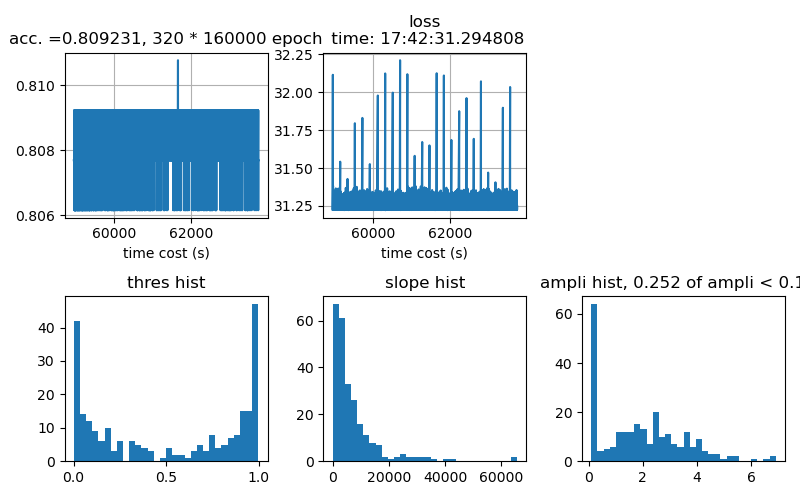 loss
acc. =0.809231, 320 * 160000 epoch time: 17:42:31.294808
0.810
0.808
0.806
60000 62000
time cost (s)
32.25
32.00
31.75
31.50
31.25
60000 62000
time cost (s)
thres hist
40
30
20
10
0
0.0 0.5 1.0
slope hist
60
40
20
0
0 20000 40000 60000
ampli hist, 0.252 of ampli < 0.1
60
40
20
0
0 2 4 6